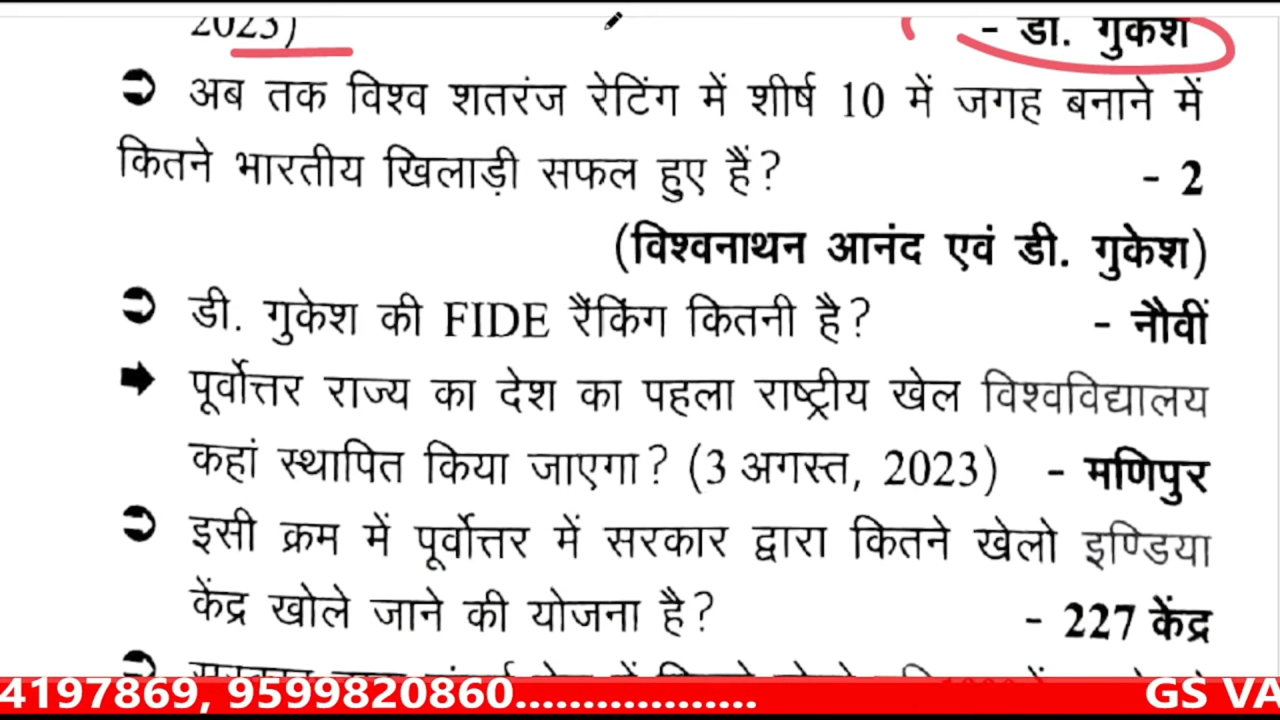 2023)
- डी. गुकेश
➲ अब तक विश्व शतरंज रेटिंग में शीर्ष 10 में जगह बनाने में
कितने भारतीय खिलाड़ी सफल हुए हैं? - 2
(विश्वनाथन आनंद एवं डी. गुकेश)
➲ डी. गुकेश की FIDE रैंकिंग कितनी है? - नौवीं
➡ पूर्वोत्तर राज्य का देश का पहला राष्ट्रीय खेल विश्वविद्यालय
कहां स्थापित किया जाएगा? (3 अगस्त, 2023) - मणिपुर
➲ इसी क्रम में पूर्वोत्तर में सरकार द्वारा कितने खेलो इण्डिया
केंद्र खोले जाने की योजना है? - 227 केंद्र
4197869, 9599820860.................. GS VA